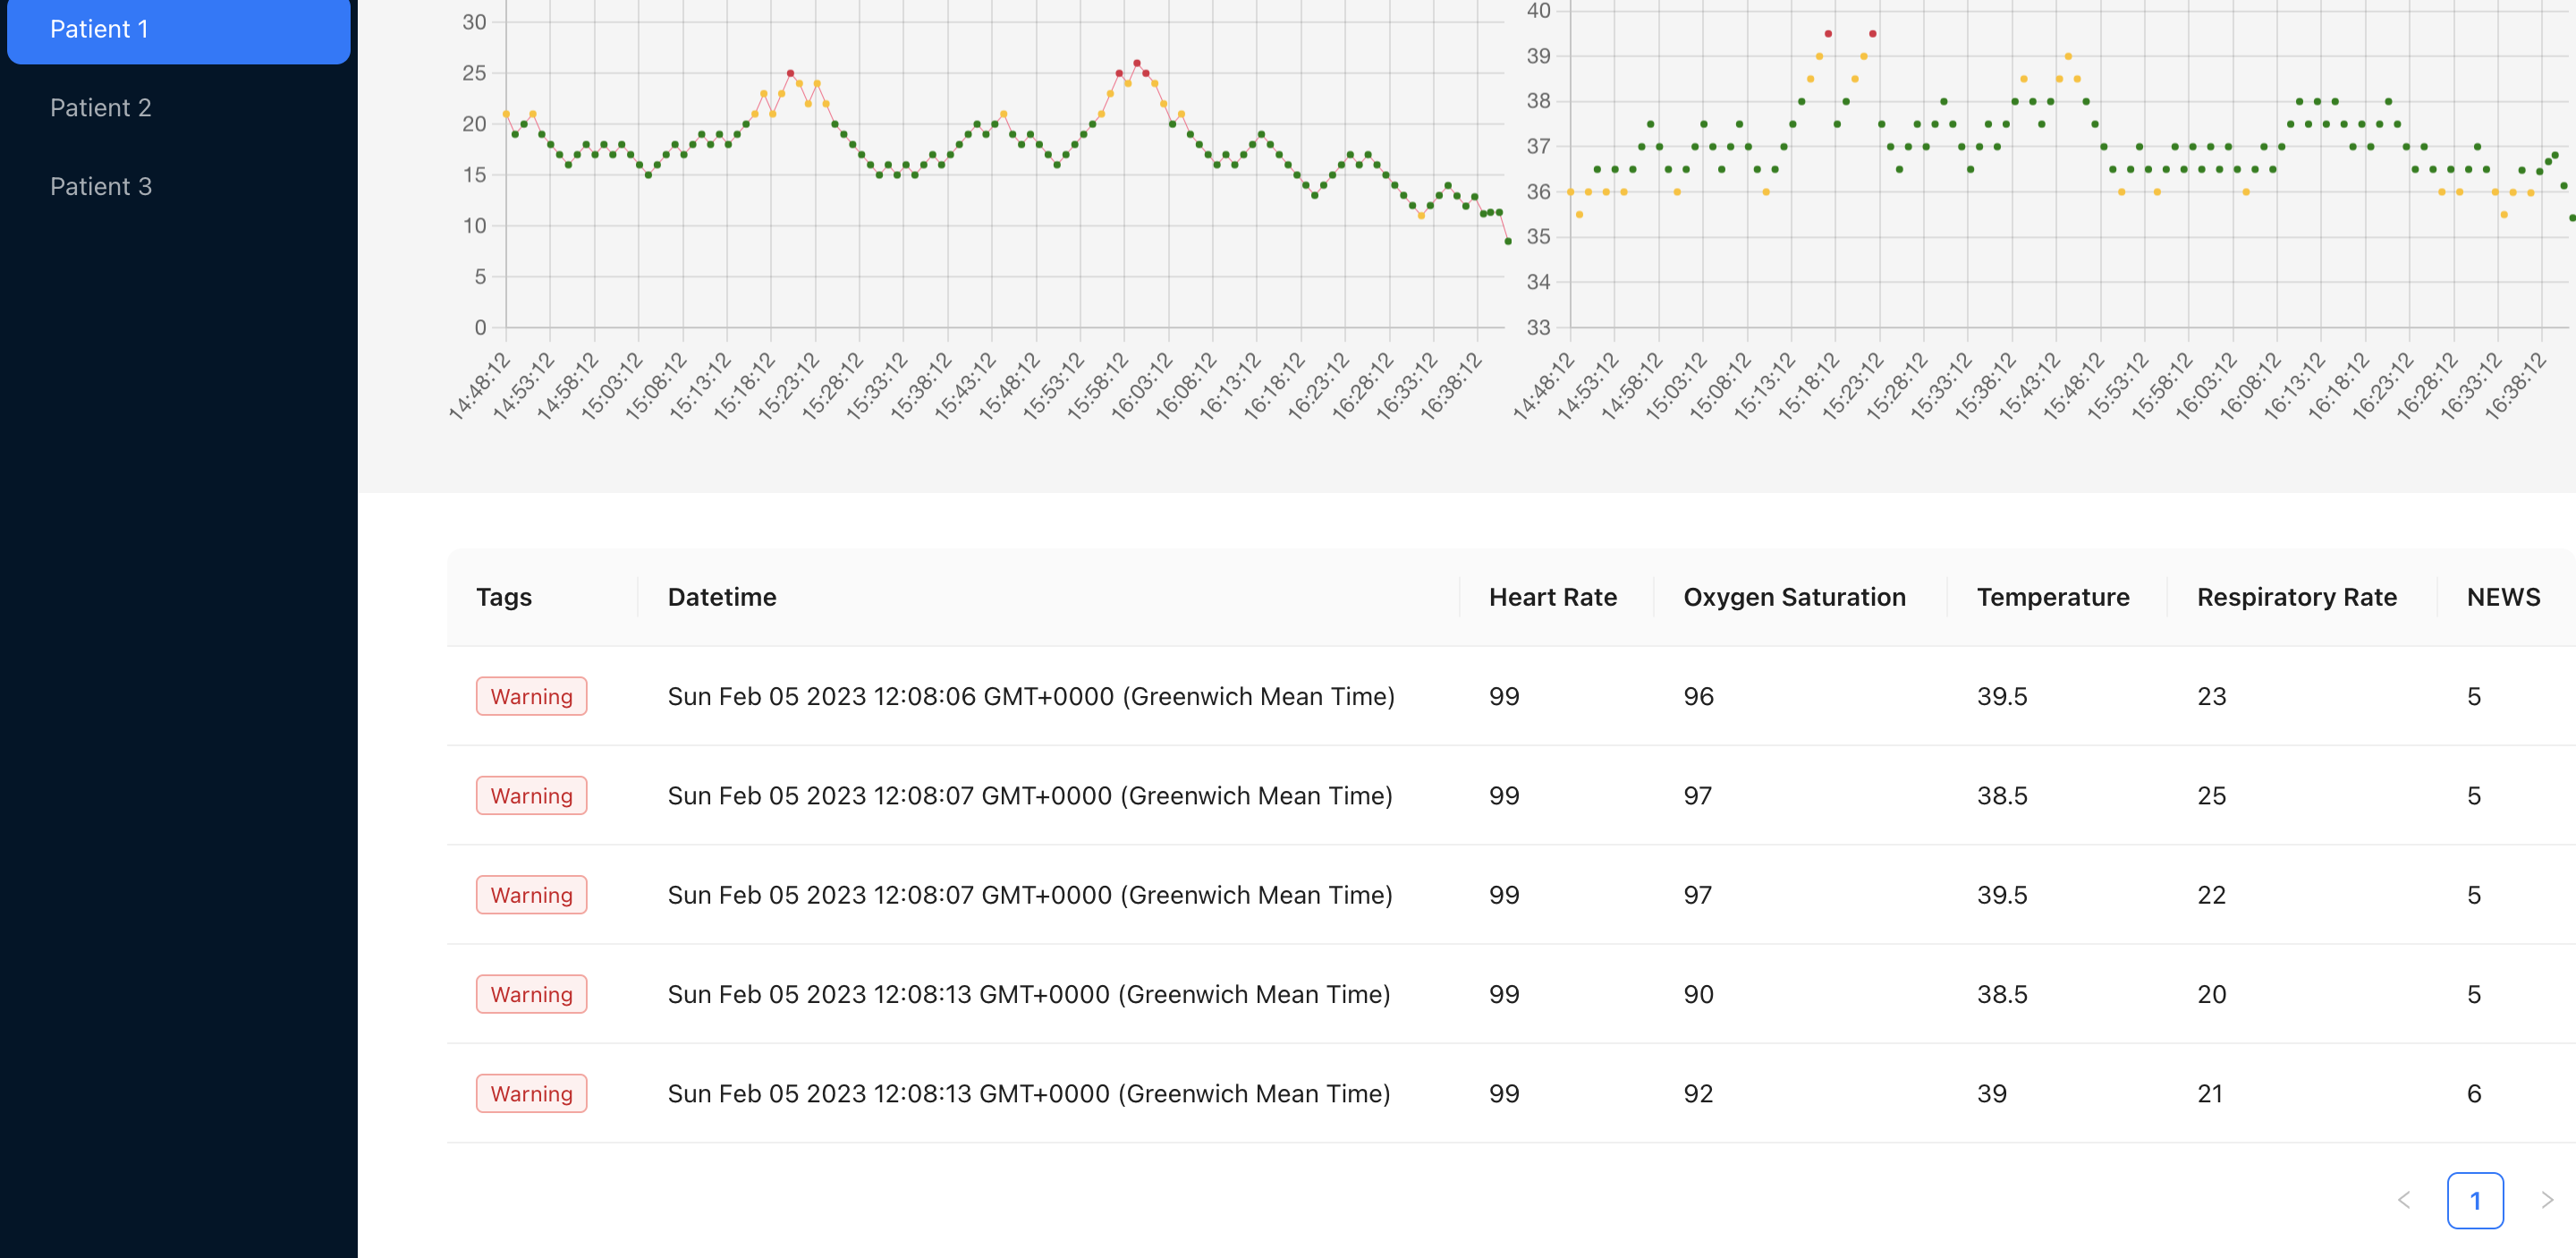 Patient 1
Patient 2
Patient 3
30
25
20
15
10
5
0
14:48:12 14:53:12 14:58:12 15:03:12 15:08:12 15:13:12 15:18:12 15:23:12 15:28:12 15:33:12 15:38:12 15:43:12 15:48:12 15:53:12 15:58:12 16:03:12 16:08:12 16:13:12 16:18:12 16:23:12 16:28:12 16:33:12 16:38:12
40
39
38
37
36
35
34
33
14:48:12 14:53:12 14:58:12 15:03:12 15:08:12 15:13:12 15:18:12 15:23:12 15:28:12 15:33:12 15:38:12 15:43:12 15:48:12 15:53:12 15:58:12 16:03:12 16:08:12 16:13:12 16:18:12 16:23:12 16:28:12 16:33:12 16:38:12
Tags Datetime Heart Rate Oxygen Saturation Temperature Respiratory Rate NEWS
Warning Sun Feb 05 2023 12:08:06 GMT+0000 (Greenwich Mean Time) 99 96 39.5 23 5
Warning Sun Feb 05 2023 12:08:07 GMT+0000 (Greenwich Mean Time) 99 97 38.5 25 5
Warning Sun Feb 05 2023 12:08:07 GMT+0000 (Greenwich Mean Time) 99 97 39.5 22 5
Warning Sun Feb 05 2023 12:08:13 GMT+0000 (Greenwich Mean Time) 99 90 38.5 20 5
Warning Sun Feb 05 2023 12:08:13 GMT+0000 (Greenwich Mean Time) 99 92 39 21 6
< 1 >